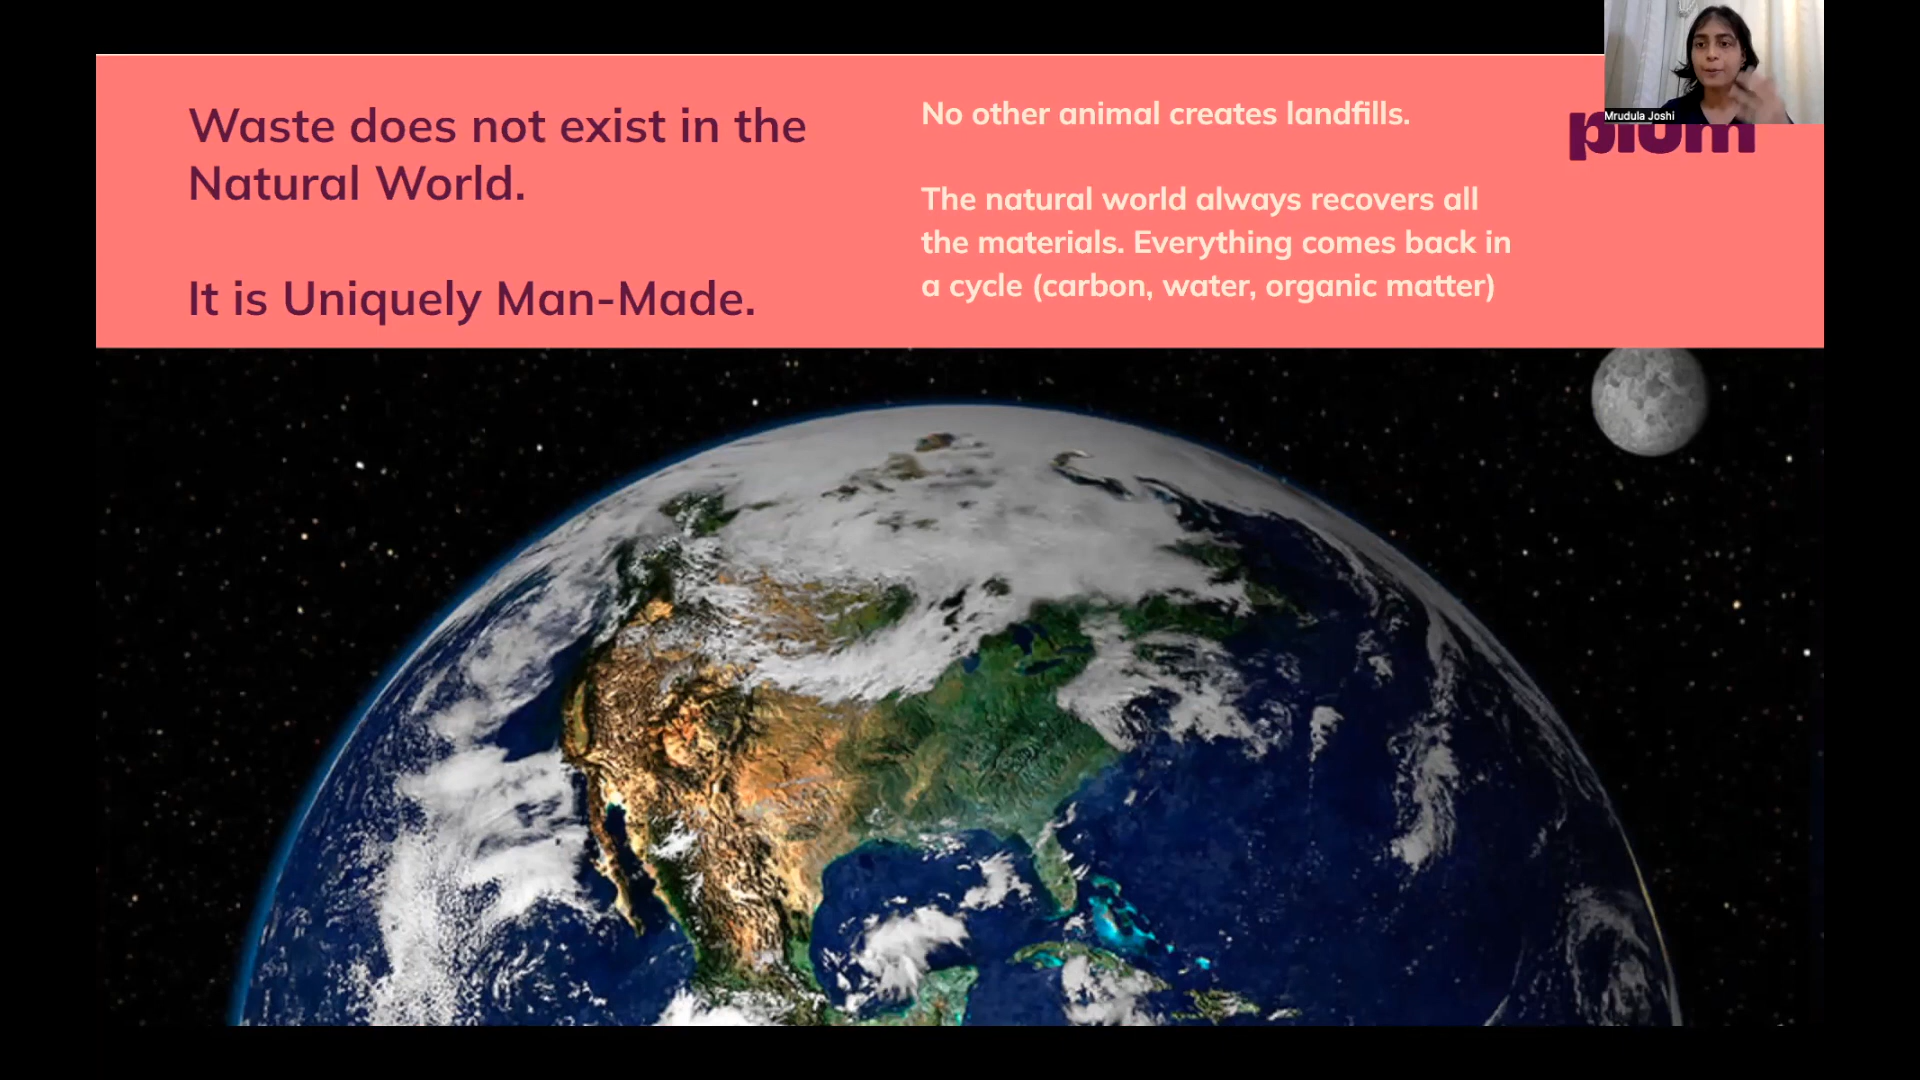 Waste does not exist in the
Natural World.
It is Uniquely Man-Made.
No other animal creates landfills.
The natural world always recovers all
the materials. Everything comes back in
a cycle (carbon, water, organic matter)
Mrudula Joshi
plum